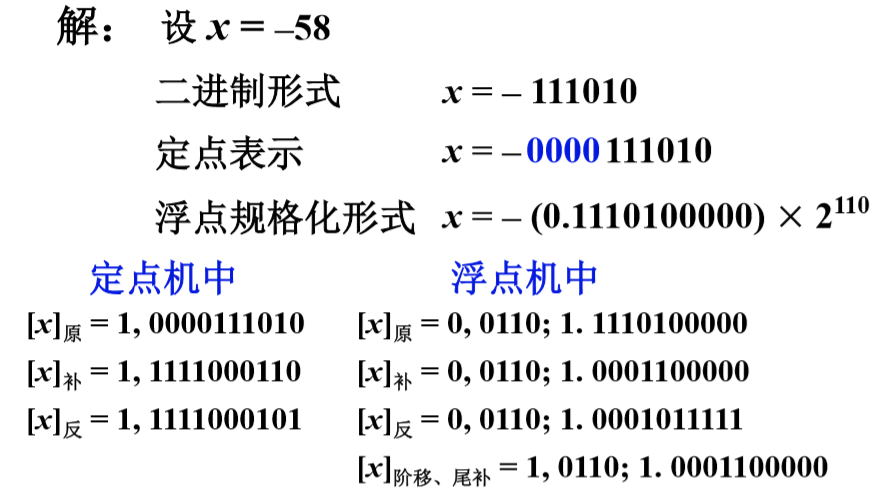 解： 设 x = –58
二进制形式 x = – 111010
定点表示 x = –0000 111010
浮点规格化形式 x = – (0.1110100000) × 2^110
定点机中 浮点机中
[x]原 = 1, 0000111010 [x]原 = 0, 0110; 1. 1110100000
[x]补 = 1, 1111000110 [x]补 = 0, 0110; 1. 0001100000
[x]反 = 1, 1111000101 [x]反 = 0, 0110; 1. 0001011111
[x]阶移、尾补 = 1, 0110; 1. 0001100000